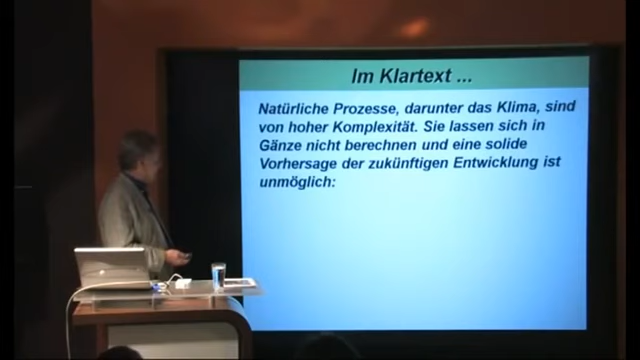 Im Klartext ...
Natürliche Prozesse, darunter das Klima, sind
von hoher Komplexität. Sie lassen sich in
Gänze nicht berechnen und eine solide
Vorhersage der zukünftigen Entwicklung ist
unmöglich: